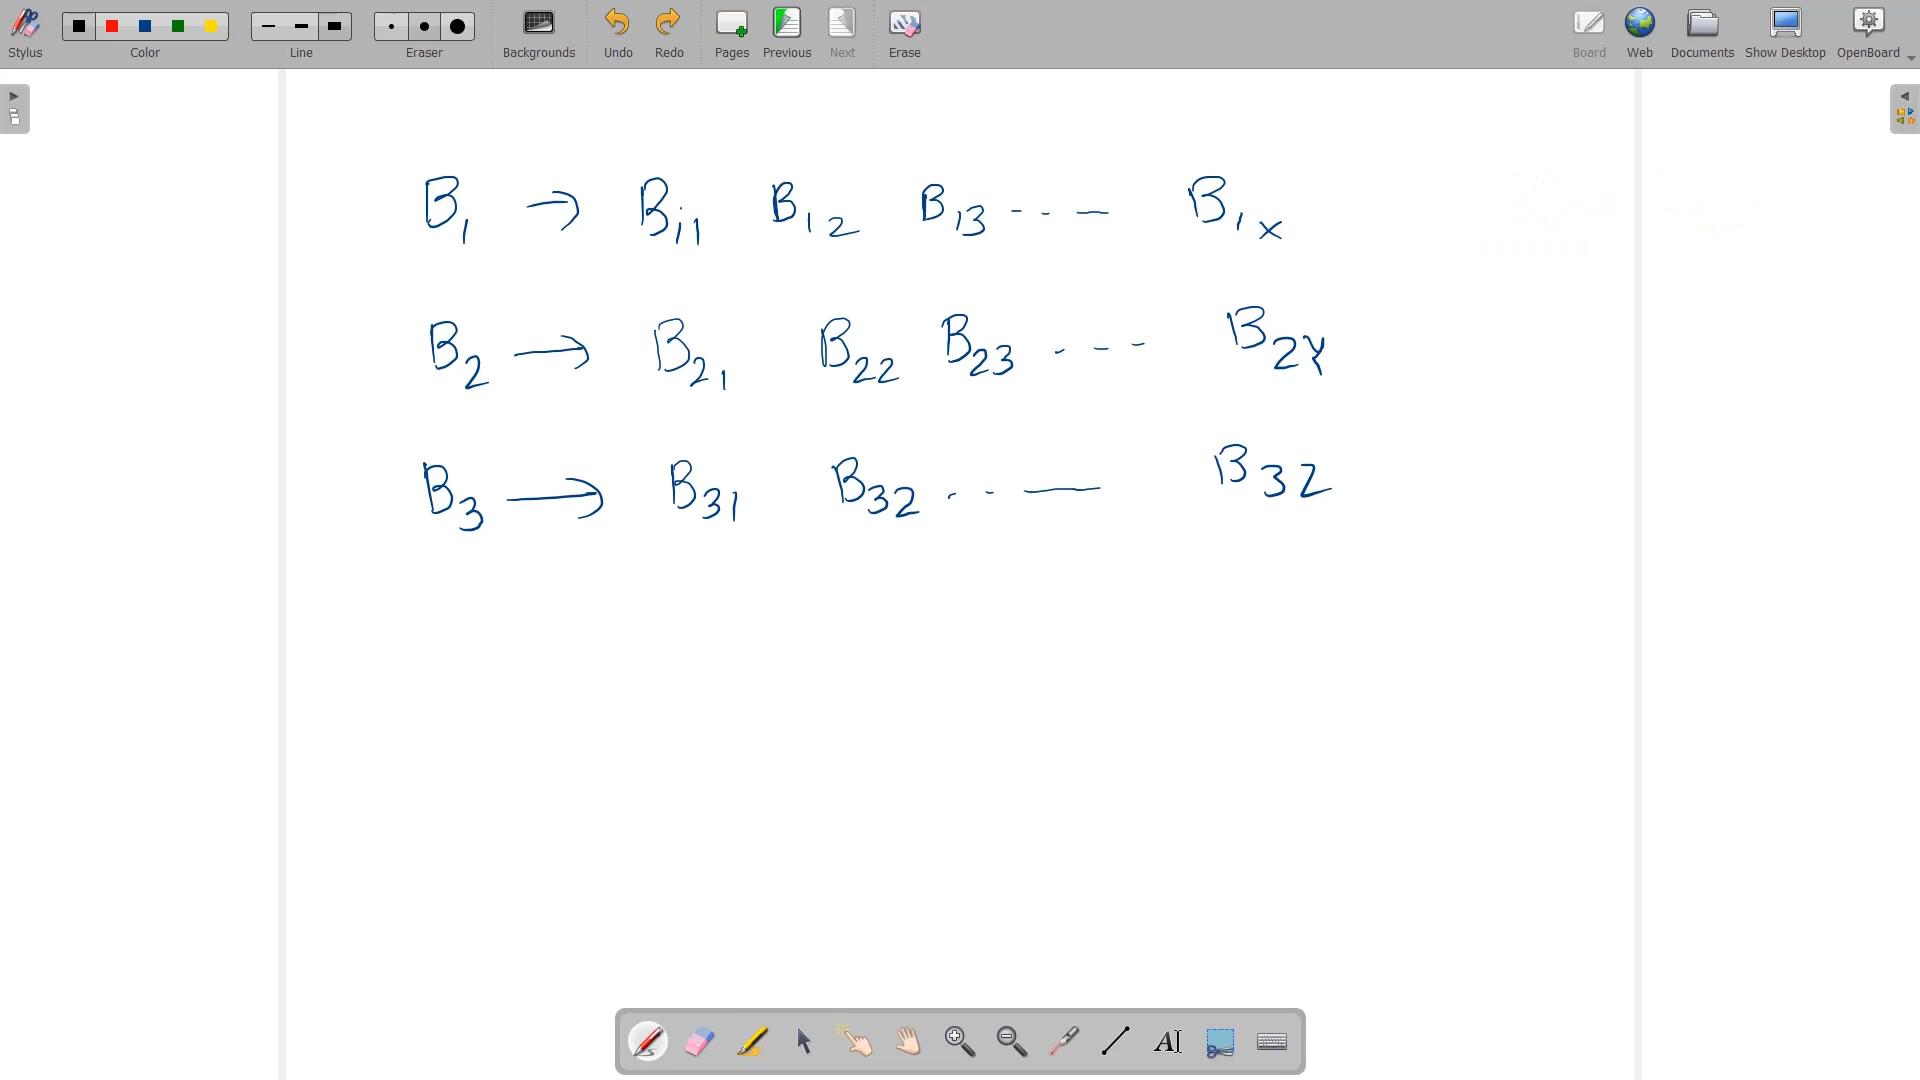 Stylus Color Line Eraser Backgrounds Undo Redo Pages Previous Next Erase Board Web Documents Show Desktop OpenBoard
B₁ → B₁₁ B₁₂ B₁₃ --- B₁ₓ
B₂ → B₂₁ B₂₂ B₂₃ --- B₂Y
B₃ → B₃₁ B₃₂ --- B₃Z